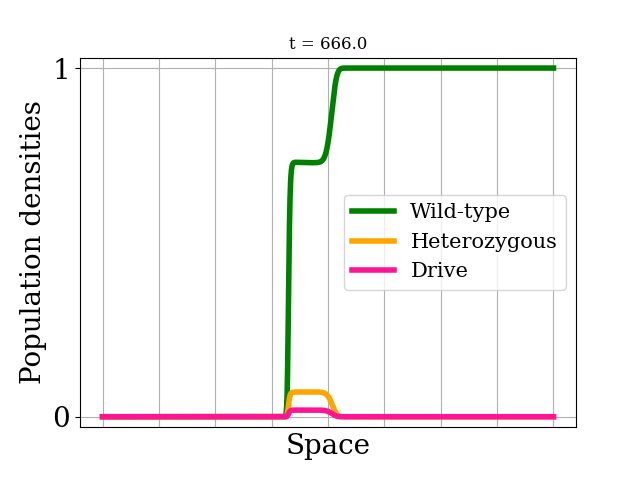 t = 666.0
Population densities
1
0
Wild-type
Heterozygous
Drive
Space